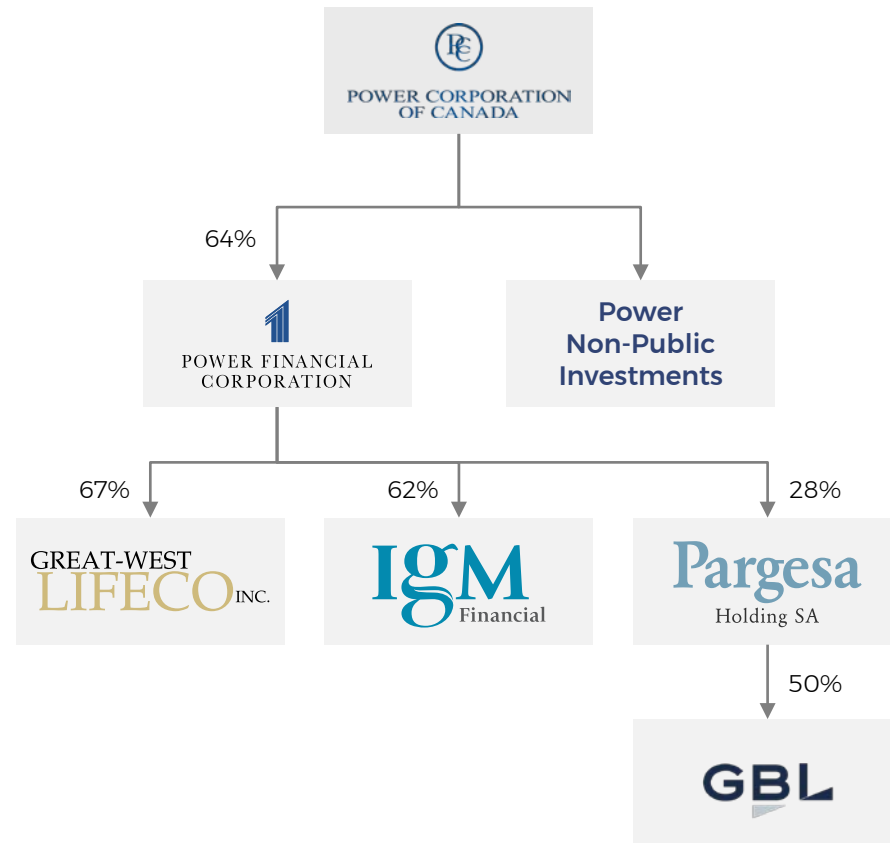 PCC
POWER CORPORATION
OF CANADA
64%
POWER FINANCIAL
CORPORATION
Power
Non-Public
Investments
67%
62%
28%
GREAT-WEST
LIFECO INC.
IGM
Financial
Pargesa
Holding SA
50%
GBL